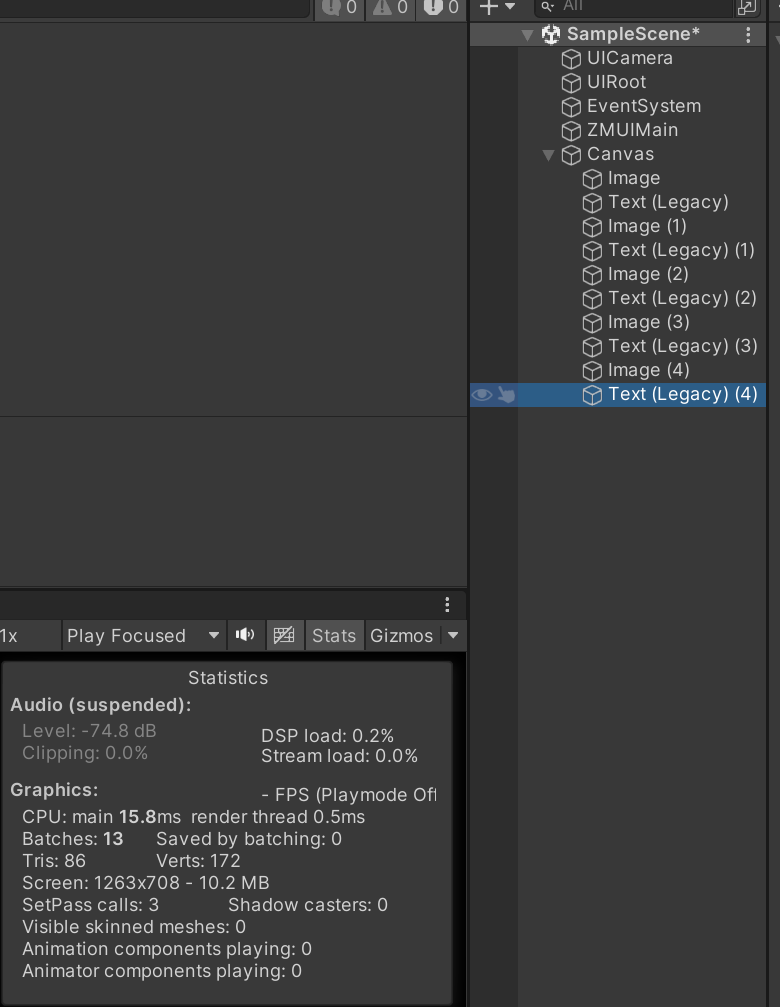 0 0 0
All
SampleScene*
UICamera
UIRoot
EventSystem
ZMUIMain
Canvas
Image
Text (Legacy)
Image (1)
Text (Legacy) (1)
Image (2)
Text (Legacy) (2)
Image (3)
Text (Legacy) (3)
Image (4)
Text (Legacy) (4)
1x Play Focused Stats Gizmos
Statistics
Audio (suspended):
Level: -74.8 dB DSP load: 0.2%
Clipping: 0.0% Stream load: 0.0%
Graphics: - FPS (Playmode Off
CPU: main 15.8ms render thread 0.5ms
Batches: 13 Saved by batching: 0
Tris: 86 Verts: 172
Screen: 1263x708 - 10.2 MB
SetPass calls: 3 Shadow casters: 0
Visible skinned meshes: 0
Animation components playing: 0
Animator components playing: 0